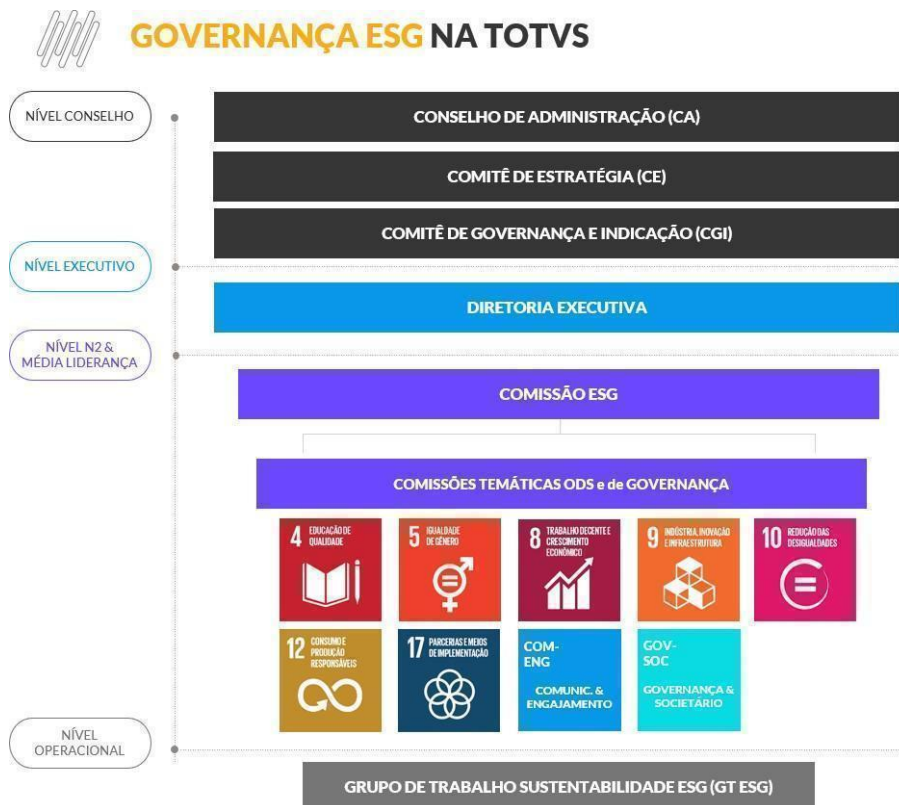 GOVERNANÇA ESG NA TOTVS
NÍVEL CONSELHO
CONSELHO DE ADMINISTRAÇÃO (CA)
COMITÊ DE ESTRATÉGIA (CE)
COMITÊ DE GOVERNANÇA E INDICAÇÃO (CGI)
NÍVEL EXECUTIVO
DIRETORIA EXECUTIVA
NÍVEL N2 &
MÉDIA LIDERANÇA
COMISSÃO ESG
COMISSÕES TEMÁTICAS ODS e de GOVERNANÇA
4 EDUCAÇÃO DE
QUALIDADE
5 IGUALDADE
DE GÊNERO
8 TRABALHO DECENTE E
CRESCIMENTO
ECONÔMICO
9 INDÚSTRIA, INOVAÇÃO
E INFRAESTRUTURA
10 REDUÇÃO DAS
DESIGUALDADES
12 CONSUMO E
PRODUÇÃO
RESPONSÁVEIS
17 PARCERIAS E MEIOS
DE IMPLEMENTAÇÃO
COM-
ENG
COMUNIC. &
ENGAJAMENTO
GOV-
SOC
GOVERNANÇA &
SOCIETÁRIO
NÍVEL
OPERACIONAL
GRUPO DE TRABALHO SUSTENTABILIDADE ESG (GT ESG)